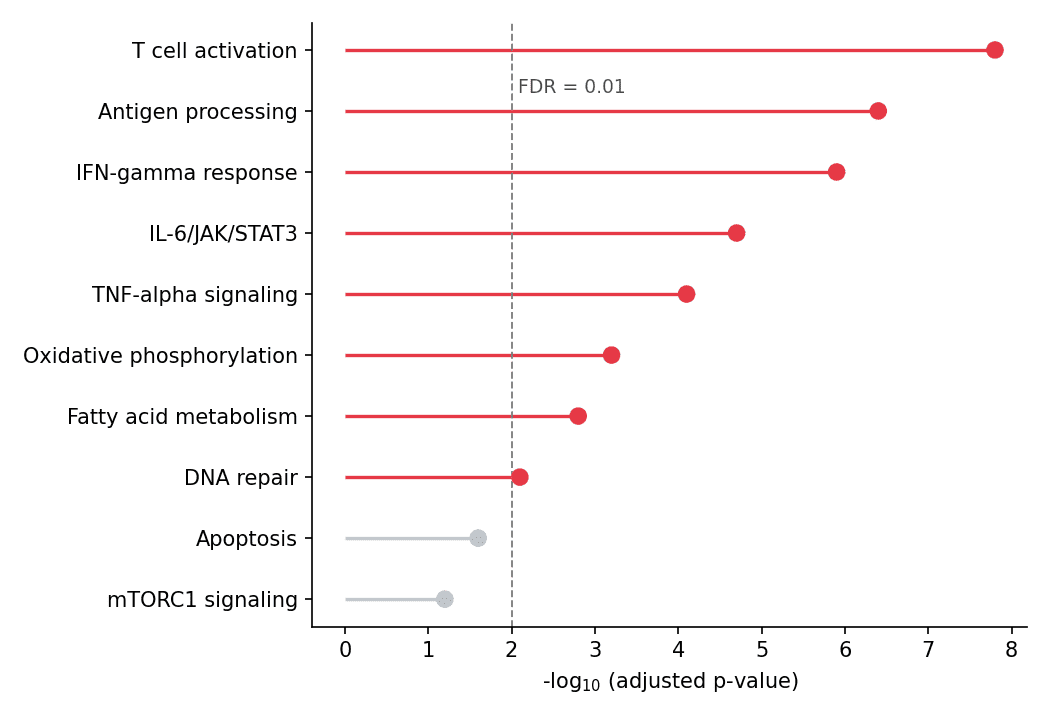 T cell activation
FDR = 0.01
Antigen processing
IFN-gamma response
IL-6/JAK/STAT3
TNF-alpha signaling
Oxidative phosphorylation
Fatty acid metabolism
DNA repair
Apoptosis
mTORC1 signaling
0 1 2 3 4 5 6 7 8
-log₁₀ (adjusted p-value)